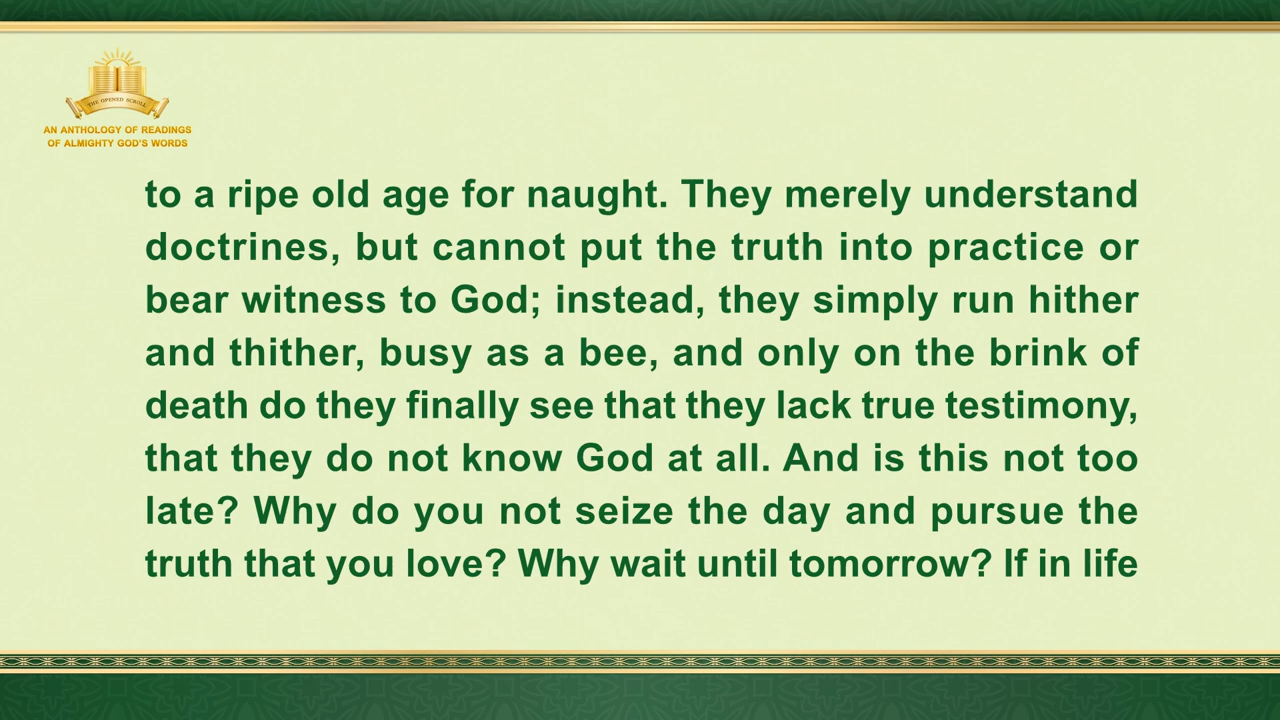 THE OPENED SCROLL
AN ANTHOLOGY OF READINGS
OF ALMIGHTY GOD'S WORDS
to a ripe old age for naught. They merely understand
doctrines, but cannot put the truth into practice or
bear witness to God; instead, they simply run hither
and thither, busy as a bee, and only on the brink of
death do they finally see that they lack true testimony,
that they do not know God at all. And is this not too
late? Why do you not seize the day and pursue the
truth that you love? Why wait until tomorrow? If in life